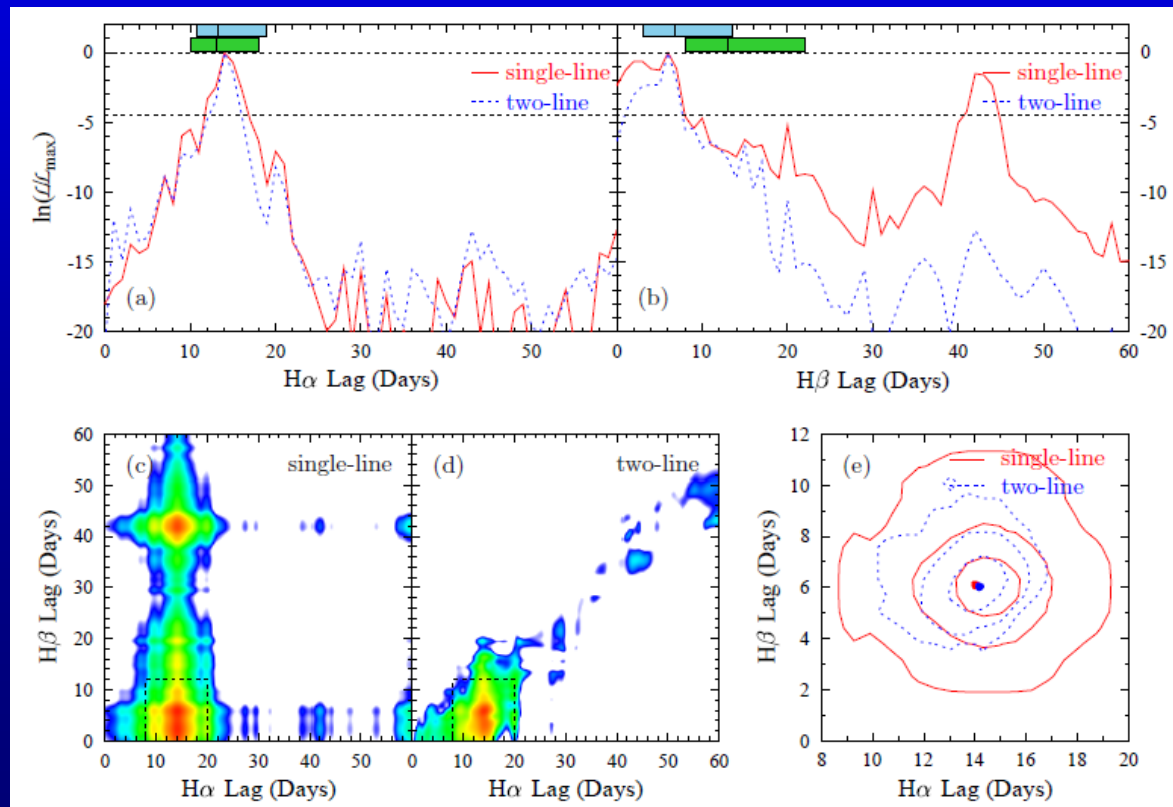 ln(ℒ/ℒmax)
0
-5
-10
-15
-20
single-line
two-line
(a)
0 10 20 30 40 50
Hα Lag (Days)
single-line
two-line
(b)
0
-5
-10
-15
-20
0 10 20 30 40 50 60
Hβ Lag (Days)
Hβ Lag (Days)
60
50
40
30
20
10
0
(c) single-line
0 10 20 30 40 50
Hα Lag (Days)
(d) two-line
0 10 20 30 40 50 60
Hα Lag (Days)
Hβ Lag (Days)
12
10
8
6
4
2
0
(e)
single-line
two-line
8 10 12 14 16 18 20
Hα Lag (Days)